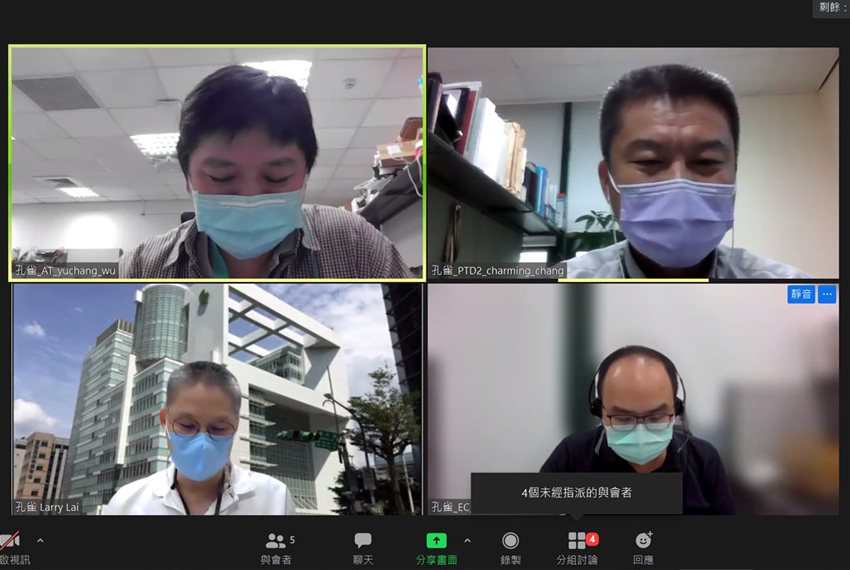 剩餘：
孔雀_AT_yuchang_wu
孔雀_PTD2_charming_chang
靜音
...
孔雀 Larry Lai
孔雀_EC
4個未經指派的與會者
啟視訊
5
與會者
聊天
分享畫面
錄製
4
分組討論
回應